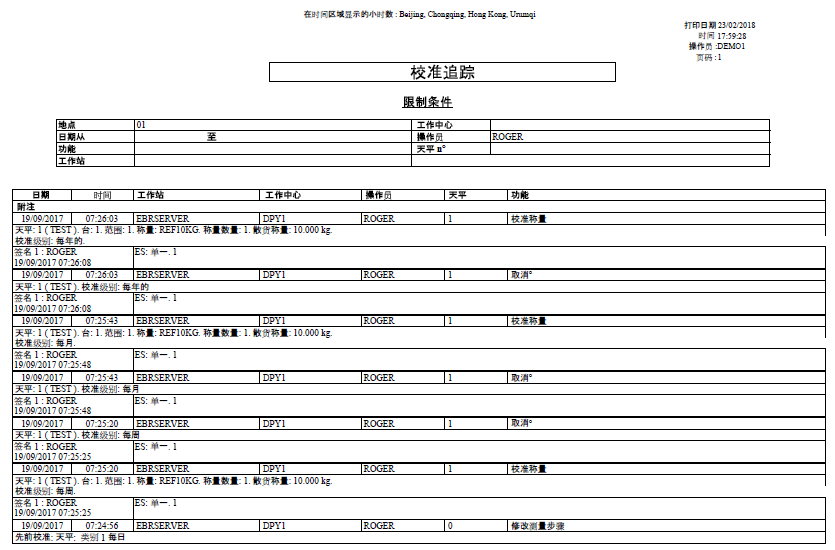 在时间区域显示的小时数 : Beijing, Chongqing, Hong Kong, Urumqi
打印日期 23/02/2018
时间 17:59:28
操作员 :DEMO1
页码 : 1
校准追踪
限制条件
地点 01 工作中心
日期从 至 操作员 ROGER
功能 天平 n°
工作站
日期 时间 工作站 工作中心 操作员 天平 功能
附注
19/09/2017 07:26:03 EBRSERVER DPY1 ROGER 1 校准称量
天平: 1 ( TEST ). 台: 1. 范围: 1. 称量: REF10KG. 称量数量: 1. 散货称量: 10.000 kg.
校准级别: 每年的.
签名 1 : ROGER ES: 单一. 1
19/09/2017 07:26:08
19/09/2017 07:26:03 EBRSERVER DPY1 ROGER 1 取消°
天平: 1 ( TEST ). 校准级别: 每年的
签名 1 : ROGER ES: 单一. 1
19/09/2017 07:26:08
19/09/2017 07:25:43 EBRSERVER DPY1 ROGER 1 校准称量
天平: 1 ( TEST ). 台: 1. 范围: 1. 称量: REF10KG. 称量数量: 1. 散货称量: 10.000 kg.
校准级别: 每月.
签名 1 : ROGER ES: 单一. 1
19/09/2017 07:25:48
19/09/2017 07:25:43 EBRSERVER DPY1 ROGER 1 取消°
天平: 1 ( TEST ). 校准级别: 每月
签名 1 : ROGER ES: 单一. 1
19/09/2017 07:25:48
19/09/2017 07:25:20 EBRSERVER DPY1 ROGER 1 取消°
天平: 1 ( TEST ). 校准级别: 每周
签名 1 : ROGER ES: 单一. 1
19/09/2017 07:25:25
19/09/2017 07:25:20 EBRSERVER DPY1 ROGER 1 校准称量
天平: 1 ( TEST ). 台: 1. 范围: 1. 称量: REF10KG. 称量数量: 1. 散货称量: 10.000 kg.
校准级别: 每周.
签名 1 : ROGER ES: 单一. 1
19/09/2017 07:25:25
19/09/2017 07:24:56 EBRSERVER DPY1 ROGER 0 修改测量步骤
先前校准; 天平; 类别 1 每日